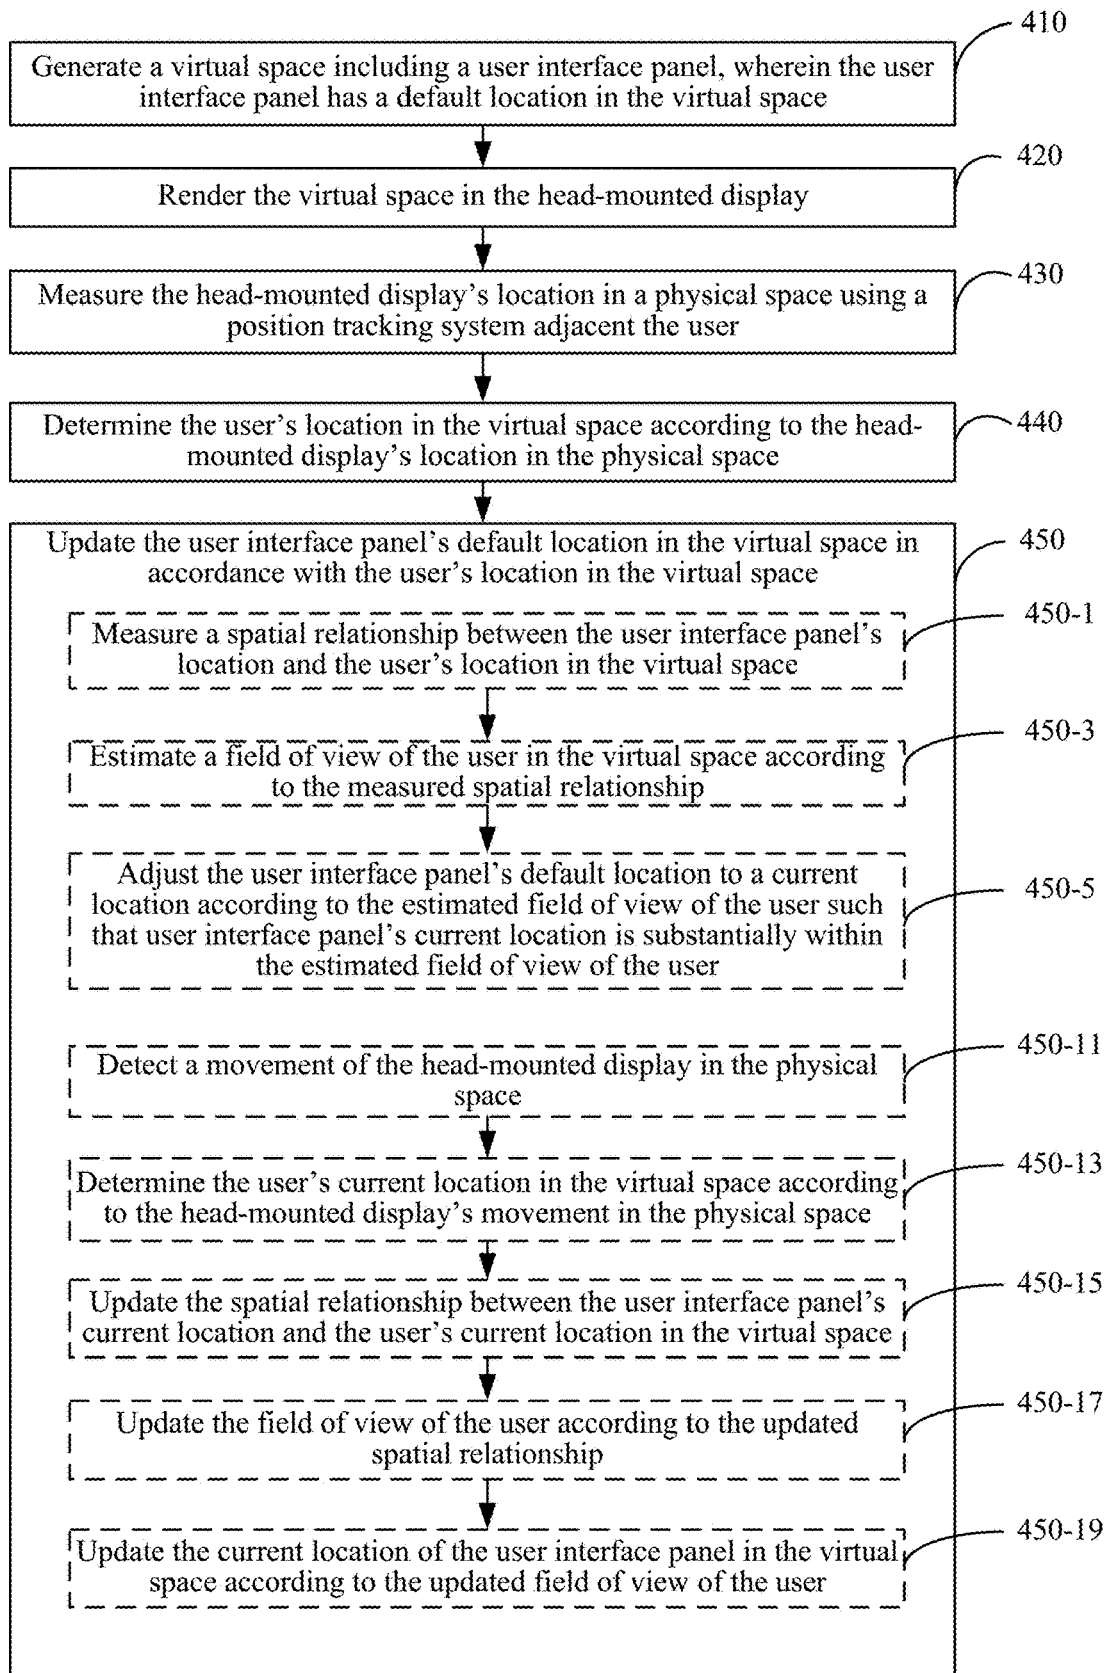 410
Generate a virtual space including a user interface panel, wherein the user
interface panel has a default location in the virtual space
420
Render the virtual space in the head-mounted display
430
Measure the head-mounted display's location in a physical space using a
position tracking system adjacent the user
440
Determine the user's location in the virtual space according to the head-
mounted display's location in the physical space
450
Update the user interface panel's default location in the virtual space in
accordance with the user's location in the virtual space
450-1
Measure a spatial relationship between the user interface panel's
location and the user's location in the virtual space
450-3
Estimate a field of view of the user in the virtual space according
to the measured spatial relationship
450-5
Adjust the user interface panel's default location to a current
location according to the estimated field of view of the user such
that user interface panel's current location is substantially within
the estimated field of view of the user
450-11
Detect a movement of the head-mounted display in the physical
space
450-13
Determine the user's current location in the virtual space according
to the head-mounted display's movement in the physical space
450-15
Update the spatial relationship between the user interface panel's
current location and the user's current location in the virtual space
450-17
Update the field of view of the user according to the updated
spatial relationship
450-19
Update the current location of the user interface panel in the virtual
space according to the updated field of view of the user